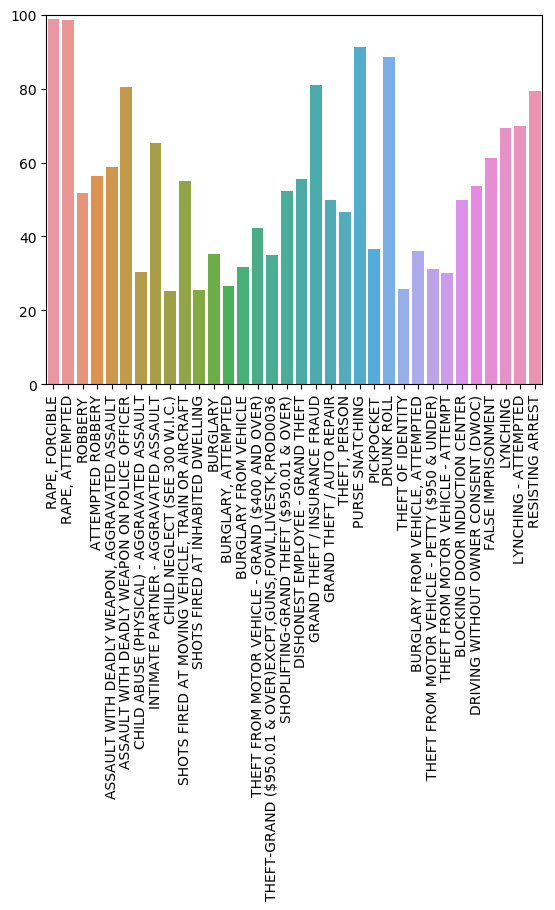 100
80
60
40
20
0
RAPE, FORCIBLE
RAPE, ATTEMPTED
ROBBERY
ATTEMPTED ROBBERY
ASSAULT WITH DEADLY WEAPON, AGGRAVATED ASSAULT
ASSAULT WITH DEADLY WEAPON ON POLICE OFFICER
CHILD ABUSE (PHYSICAL) - AGGRAVATED ASSAULT
INTIMATE PARTNER - AGGRAVATED ASSAULT
CHILD NEGLECT (SEE 300 W.I.C.)
SHOTS FIRED AT MOVING VEHICLE, TRAIN OR AIRCRAFT
SHOTS FIRED AT INHABITED DWELLING
BURGLARY
BURGLARY, ATTEMPTED
BURGLARY FROM VEHICLE
THEFT FROM MOTOR VEHICLE - GRAND ($400 AND OVER)
THEFT-GRAND ($950.01 & OVER)EXCPT,GUNS,FOWL,LIVESTK,PROD0036
SHOPLIFTING-GRAND THEFT ($950.01 & OVER)
DISHONEST EMPLOYEE - GRAND THEFT
GRAND THEFT / INSURANCE FRAUD
GRAND THEFT / AUTO REPAIR
THEFT, PERSON
PURSE SNATCHING
PICKPOCKET
DRUNK ROLL
THEFT OF IDENTITY
BURGLARY FROM VEHICLE, ATTEMPTED
THEFT FROM MOTOR VEHICLE - PETTY ($950 & UNDER)
THEFT FROM MOTOR VEHICLE - ATTEMPT
BLOCKING DOOR INDUCTION CENTER
DRIVING WITHOUT OWNER CONSENT (DWOC)
FALSE IMPRISONMENT
LYNCHING
LYNCHING - ATTEMPTED
RESISTING ARREST